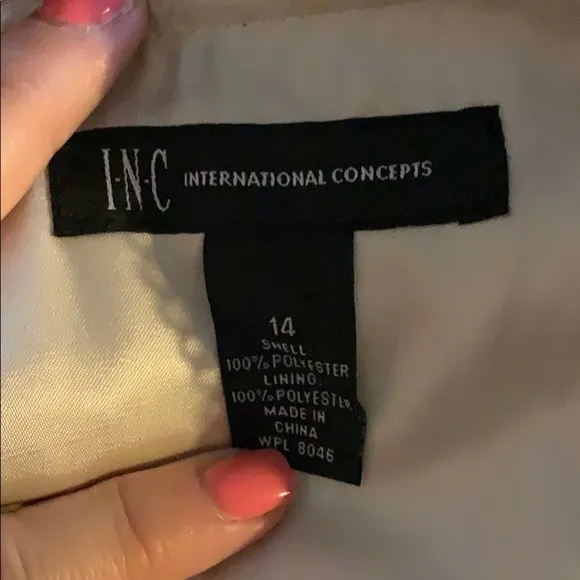 I·N·C INTERNATIONAL CONCEPTS
14
SHELL:
100% POLYESTER
LINING:
100% POLYESTER
MADE IN
CHINA
WPL 8046